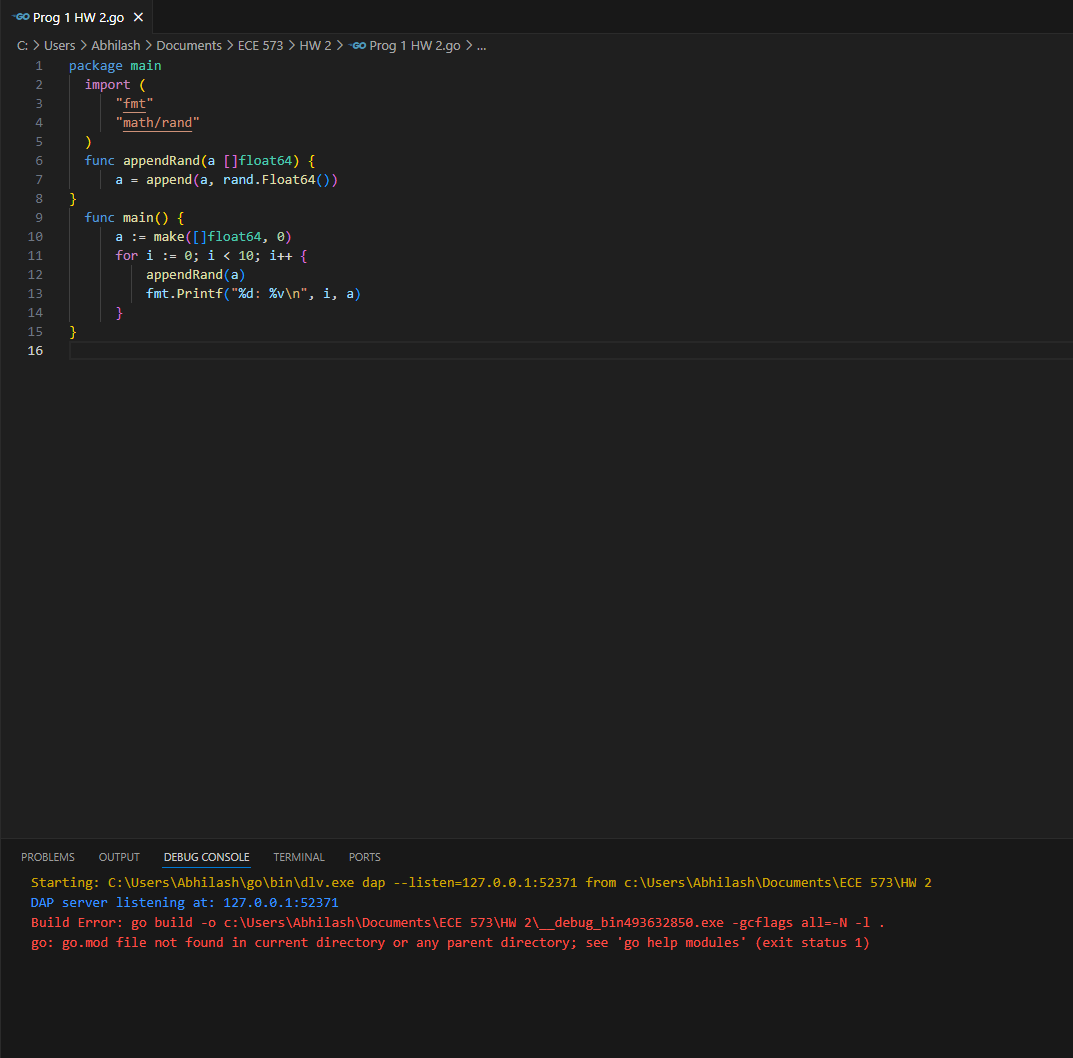 GO Prog 1 HW 2.go ×
C: > Users > Abhilash > Documents > ECE 573 > HW 2 > GO Prog 1 HW 2.go > ...
1 package main
2 import (
3 "fmt"
4 "math/rand"
5 )
6 func appendRand(a []float64) {
7 a = append(a, rand.Float64())
8 }
9 func main() {
10 a := make([]float64, 0)
11 for i := 0; i < 10; i++ {
12 appendRand(a)
13 fmt.Printf("%d: %v\n", i, a)
14 }
15 }
16
PROBLEMS OUTPUT DEBUG CONSOLE TERMINAL PORTS
Starting: C:\Users\Abhilash\go\bin\dlv.exe dap --listen=127.0.0.1:52371 from c:\Users\Abhilash\Documents\ECE 573\HW 2
DAP server listening at: 127.0.0.1:52371
Build Error: go build -o c:\Users\Abhilash\Documents\ECE 573\HW 2\__debug_bin493632850.exe -gcflags all=-N -l .
go: go.mod file not found in current directory or any parent directory; see 'go help modules' (exit status 1)